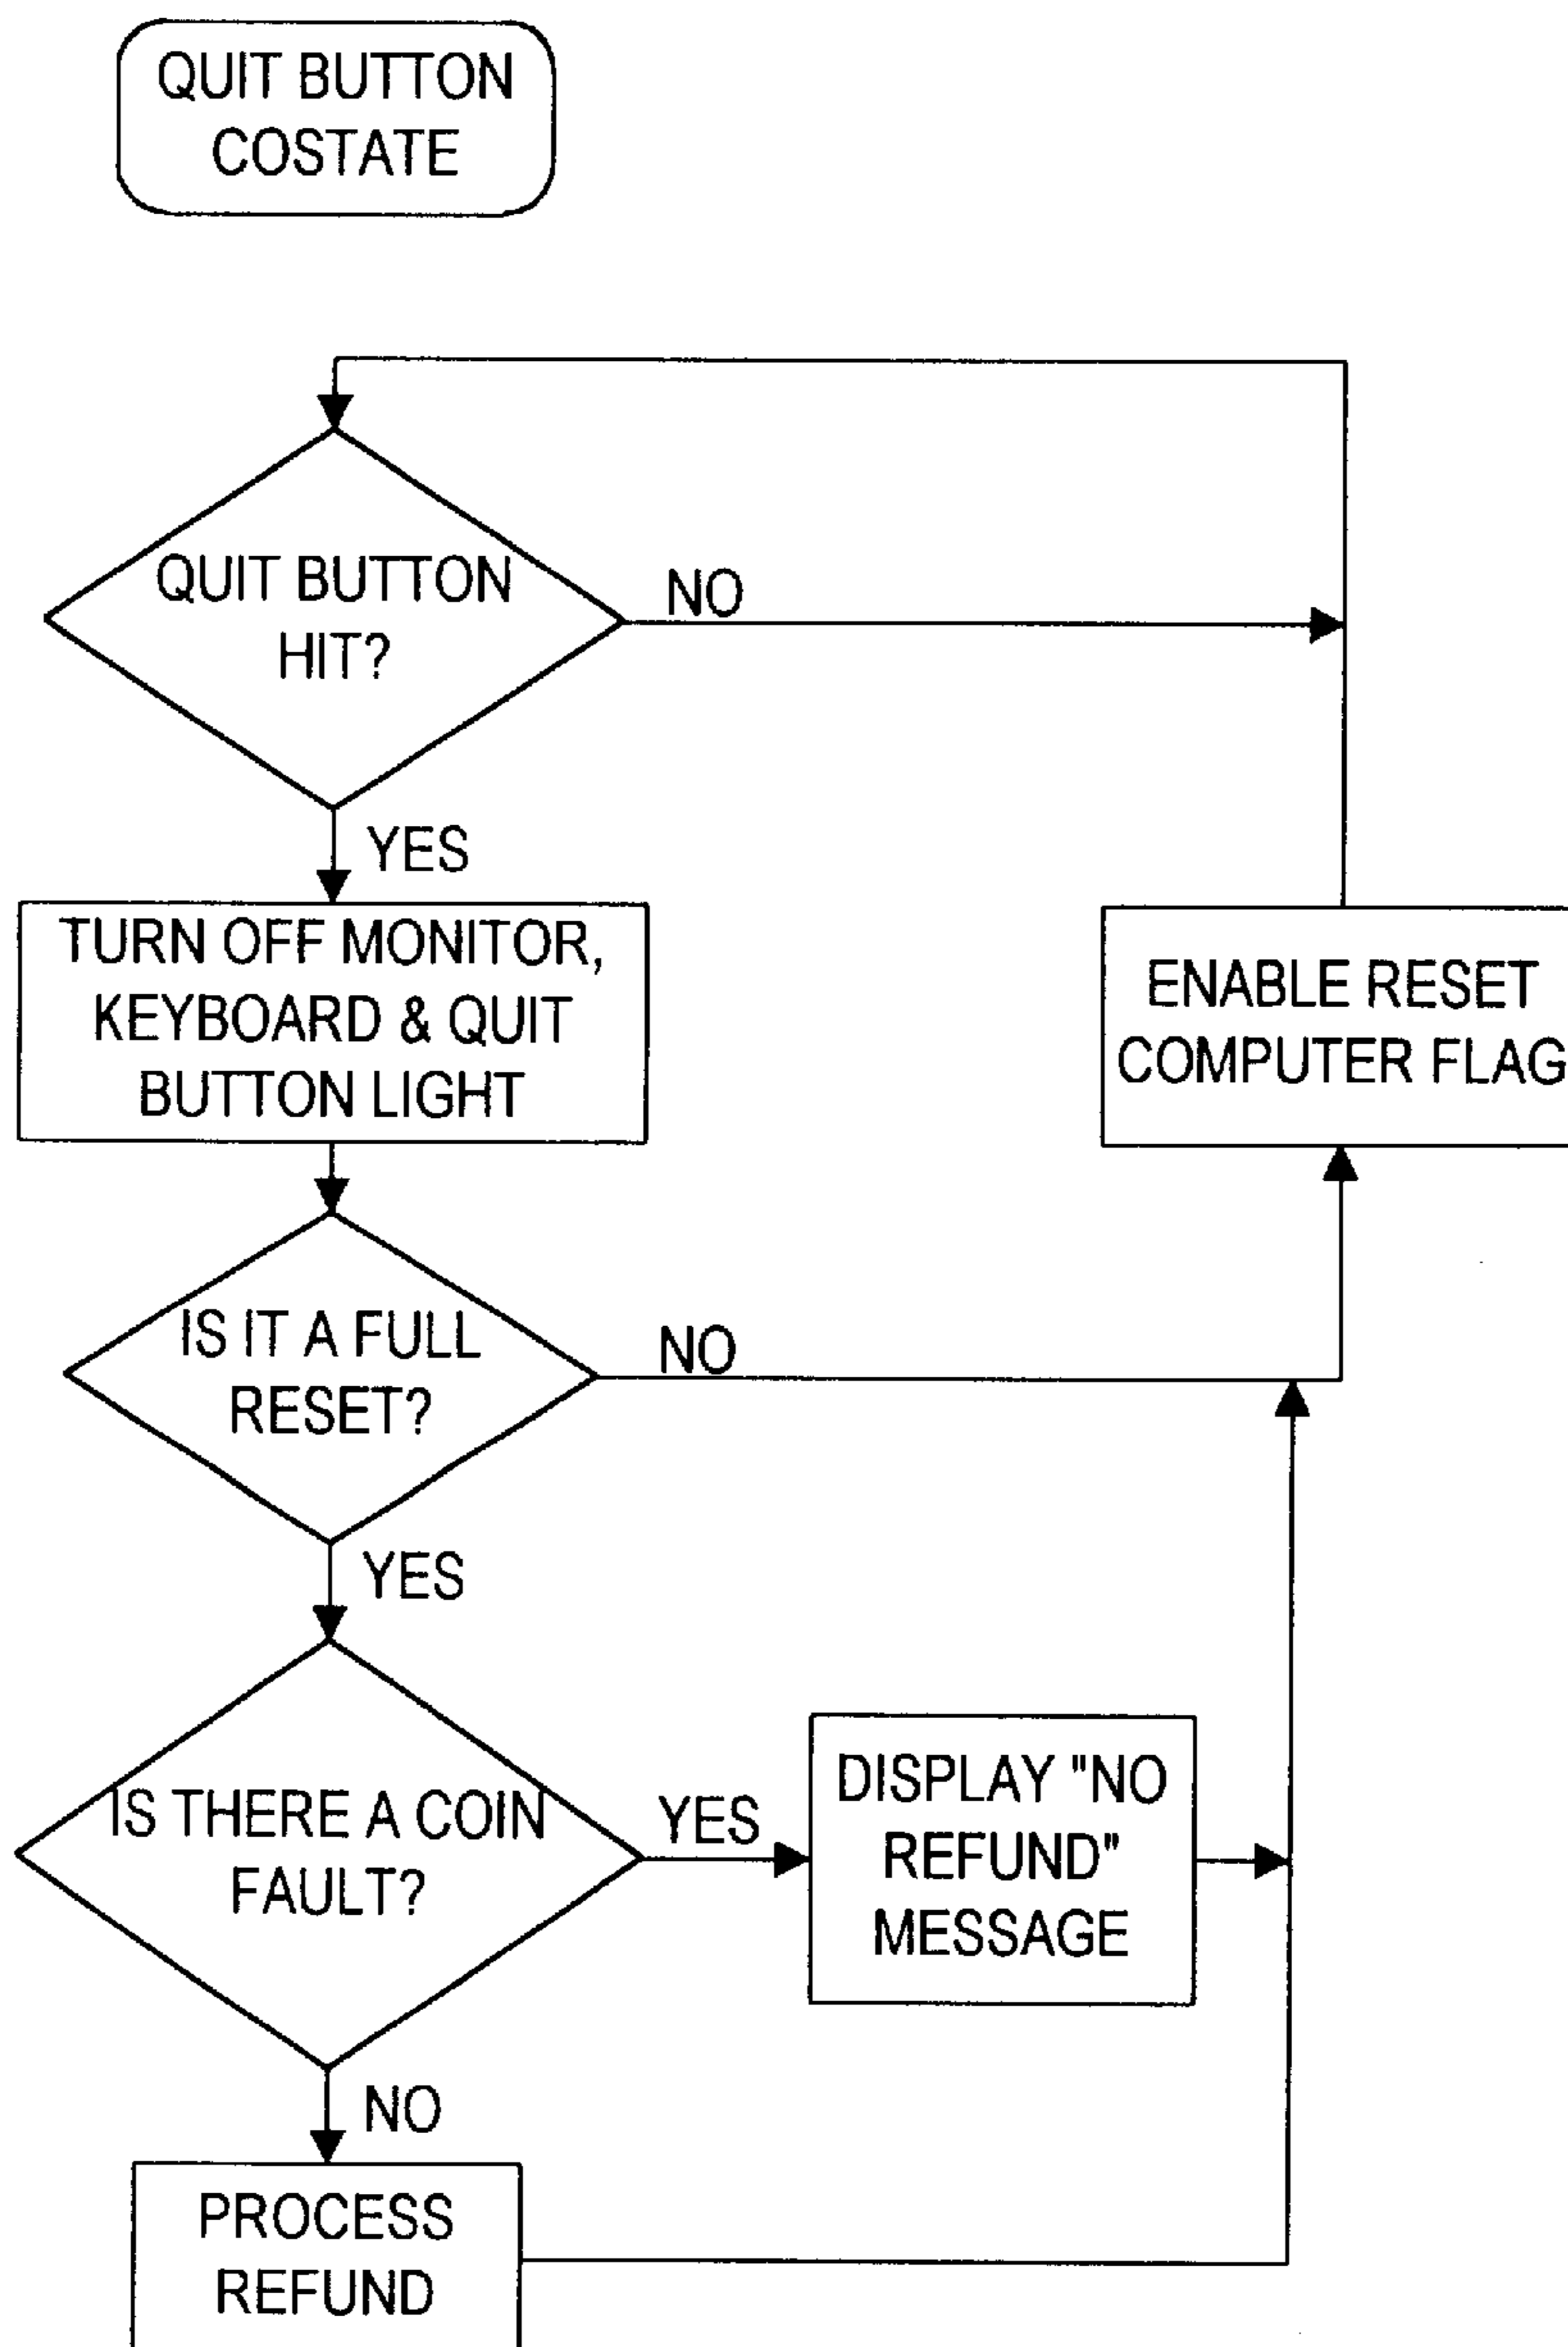 QUIT BUTTON
COSTATE
QUIT BUTTON
HIT?
NO
YES
TURN OFF MONITOR,
KEYBOARD & QUIT
BUTTON LIGHT
ENABLE RESET
COMPUTER FLAG
IS IT A FULL
RESET?
NO
YES
IS THERE A COIN
FAULT?
YES
DISPLAY "NO
REFUND"
MESSAGE
NO
PROCESS
REFUND